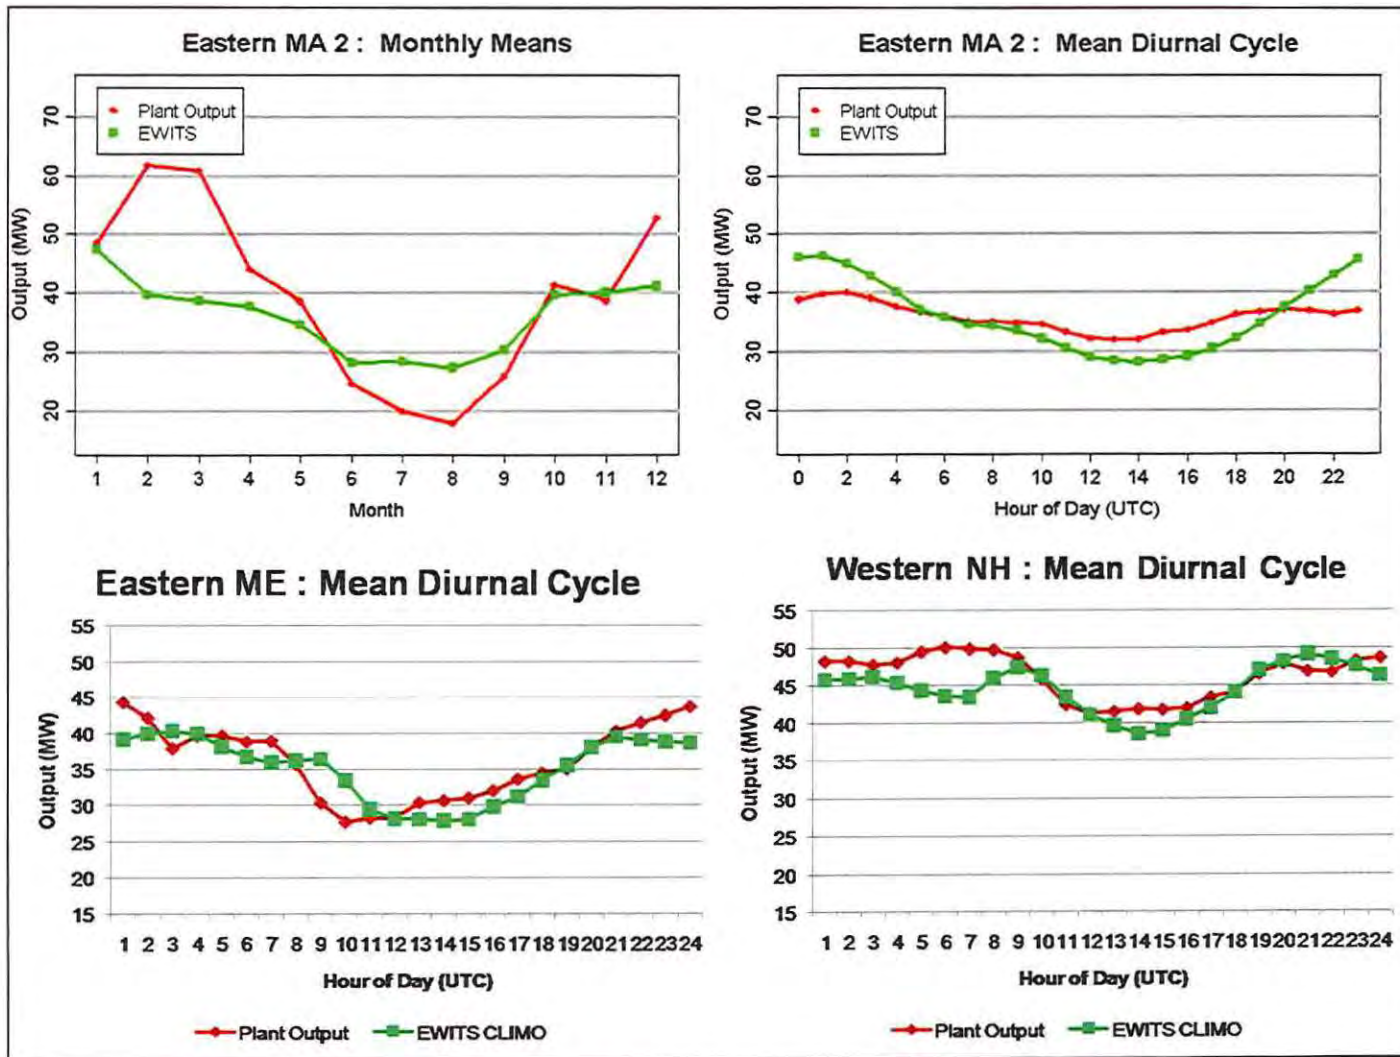 Eastern MA 2 : Monthly Means
Plant Output
EWITS
Output (MW)
70
60
50
40
30
20
1 2 3 4 5 6 7 8 9 10 11 12
Month
Eastern MA 2 : Mean Diurnal Cycle
Plant Output
EWITS
Output (MW)
70
60
50
40
30
20
0 2 4 6 8 10 12 14 16 18 20 22
Hour of Day (UTC)
Eastern ME : Mean Diurnal Cycle
Output (MW)
55
50
45
40
35
30
25
20
15
1 2 3 4 5 6 7 8 9 10 11 12 13 14 15 16 17 18 19 20 21 22 23 24
Hour of Day (UTC)
Plant Output EWITS CLIMO
Western NH : Mean Diurnal Cycle
Output (MW)
55
50
45
40
35
30
25
20
15
1 2 3 4 5 6 7 8 9 10 11 12 13 14 15 16 17 18 19 20 21 22 23 24
Hour of Day (UTC)
Plant Output EWITS CLIMO